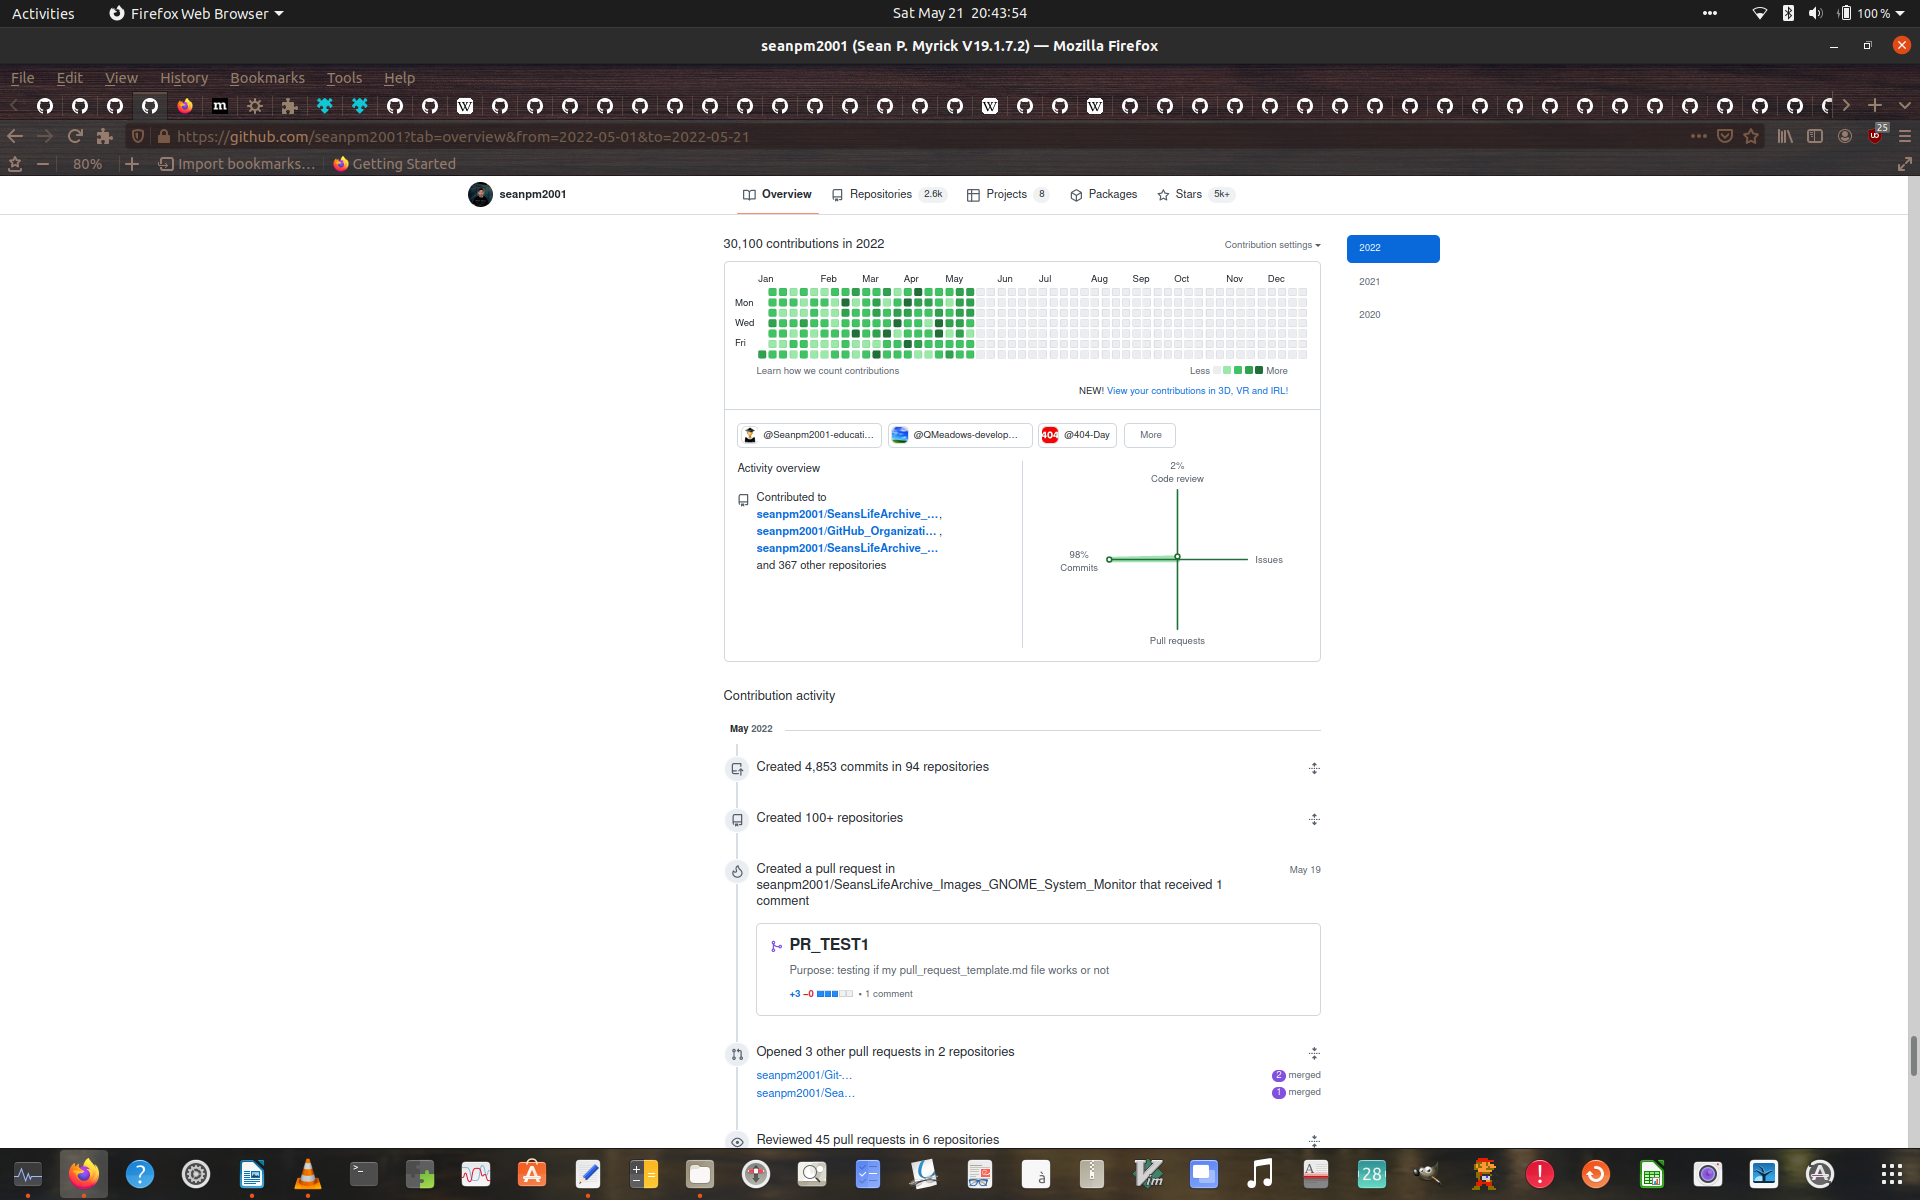 Activities
Firefox Web Browser
Sat May 21 20:43:54
100 %
seanpm2001 (Sean P. Myrick V19.1.7.2) — Mozilla Firefox
File Edit View History Bookmarks Tools Help
https://github.com/seanpm2001?tab=overview&from=2022-05-01&to=2022-05-21
25
80%
Import bookmarks...
Getting Started
seanpm2001
Overview
Repositories 2.6k
Projects 8
Packages
Stars 5k+
30,100 contributions in 2022
Contribution settings
2022
2021
2020
Jan Feb Mar Apr May Jun Jul Aug Sep Oct Nov Dec
Mon
Wed
Fri
Learn how we count contributions
Less More
NEW! View your contributions in 3D, VR and IRL!
@Seanpm2001-educati...
@QMeadows-develop...
404 @404-Day
More
Activity overview
Contributed to
seanpm2001/SeansLifeArchive_...,
seanpm2001/GitHub_Organizati... ,
seanpm2001/SeansLifeArchive_...
and 367 other repositories
2%
Code review
98%
Commits
Issues
Pull requests
Contribution activity
May 2022
Created 4,853 commits in 94 repositories
Created 100+ repositories
Created a pull request in
seanpm2001/SeansLifeArchive_Images_GNOME_System_Monitor that received 1
comment
May 19
PR_TEST1
Purpose: testing if my pull_request_template.md file works or not
+3 −0 • 1 comment
Opened 3 other pull requests in 2 repositories
seanpm2001/Git-...
2 merged
seanpm2001/Sea...
1 merged
Reviewed 45 pull requests in 6 repositories
28